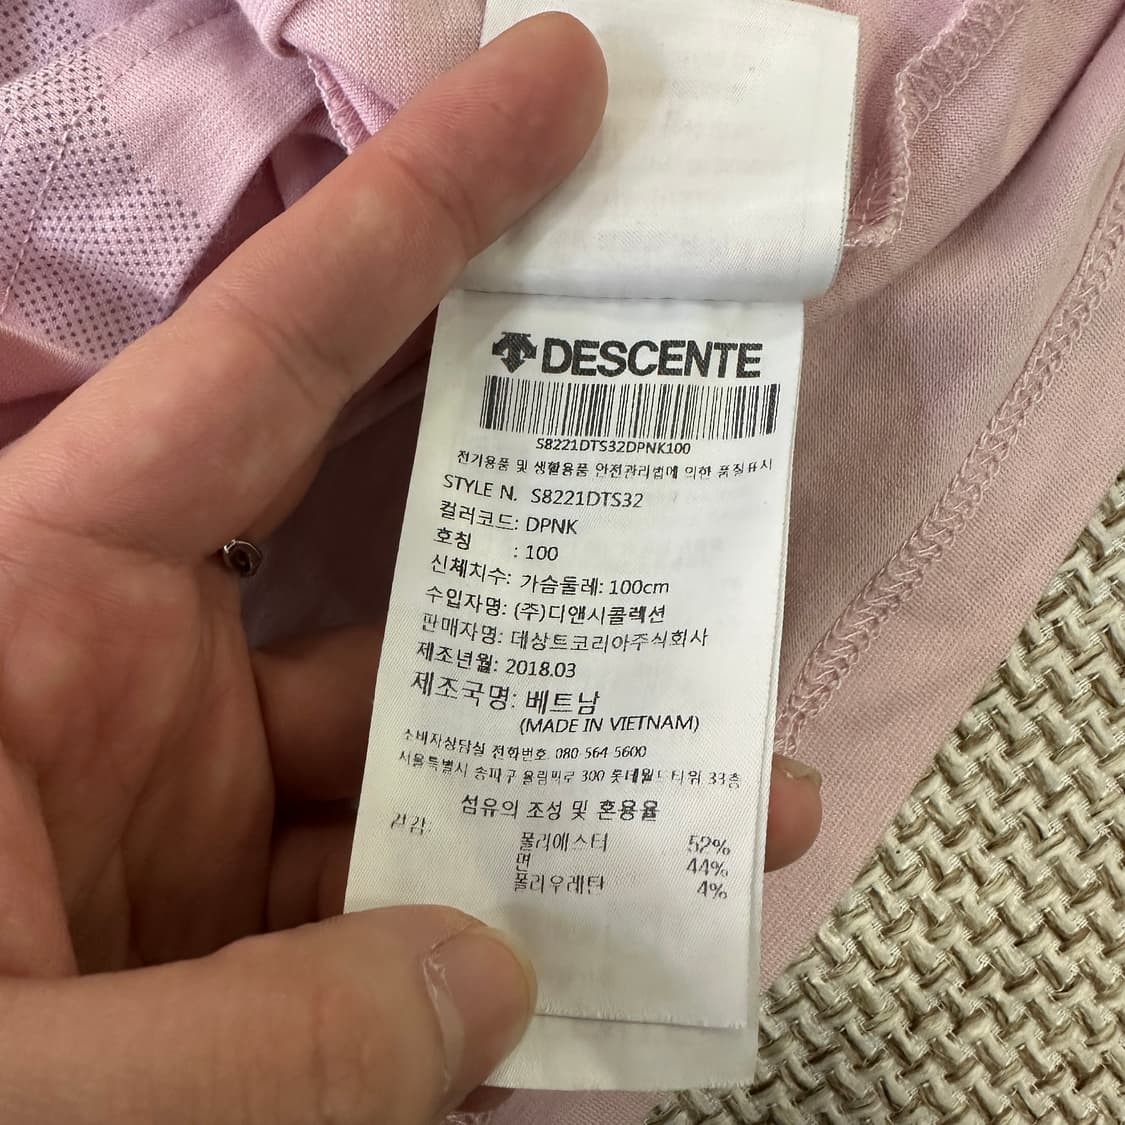 DESCENTE
S8221DTS32DPNK100
전기용품 및 생활용품 안전관리법에 의한 품질표시
STYLE N. S8221DTS32
컬러코드: DPNK
호칭 : 100
신체치수: 가슴둘레: 100cm
수입자명: (주)디앤시콜렉션
판매자명: 데상트코리아주식회사
제조년월: 2018.03
제조국명: 베트남
(MADE IN VIETNAM)
소비자상담실 전화번호 080-564-5600
서울특별시 송파구 올림픽로 300 롯데월드타워 33층
섬유의 조성 및 혼용율
겉감:
폴리에스터 52%
면 44%
폴리우레탄 4%